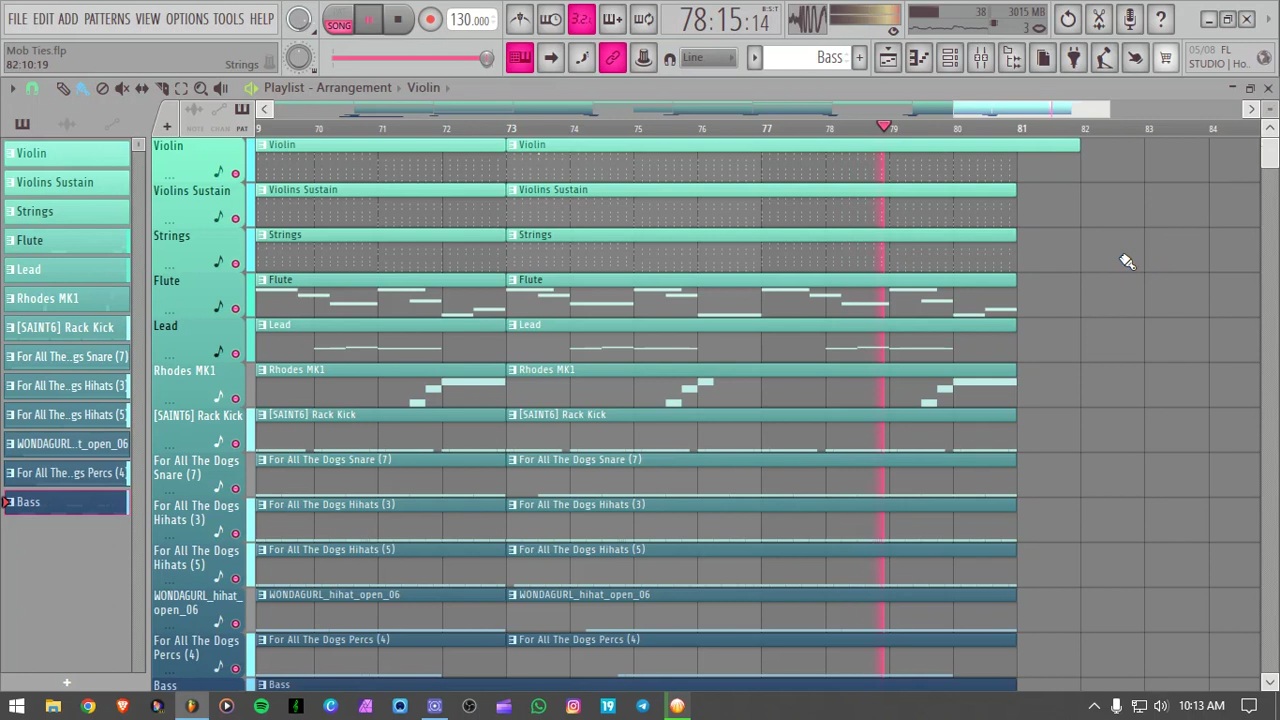 FILE EDIT ADD PATTERNS VIEW OPTIONS TOOLS HELP
SONG
130.000
3.2
78:15:14
B:S:T
38
3015 MB
3
Mob Ties.flp
82:10:19
Strings
Line
Bass
05/08 FL
STUDIO | Ho..
Playlist - Arrangement Violin
NOTE CHAN PAT
9 70 71 72 73 74 75 76 77 78 79 80 81 82 83 84
Violin
Violins Sustain
Strings
Flute
Lead
Rhodes MK1
[SAINT6] Rack Kick
For All The..gs Snare (7)
For All The..gs Hihats (3)
For All The..gs Hihats (5)
WONDAGURL..t_open_06
For All The..gs Percs (4)
Bass
Violin
Violin
Violin
Violins Sustain
Violins Sustain
Violins Sustain
Strings
Strings
Strings
Flute
Flute
Flute
Lead
Lead
Lead
Rhodes MK1
Rhodes MK1
Rhodes MK1
[SAINT6] Rack Kick
[SAINT6] Rack Kick
[SAINT6] Rack Kick
For All The Dogs
Snare (7)
For All The Dogs Snare (7)
For All The Dogs Snare (7)
For All The Dogs
Hihats (3)
For All The Dogs Hihats (3)
For All The Dogs Hihats (3)
For All The Dogs
Hihats (5)
For All The Dogs Hihats (5)
For All The Dogs Hihats (5)
WONDAGURL_hihat_
open_06
WONDAGURL_hihat_open_06
WONDAGURL_hihat_open_06
For All The Dogs
Percs (4)
For All The Dogs Percs (4)
For All The Dogs Percs (4)
Bass
Bass
19
10:13 AM